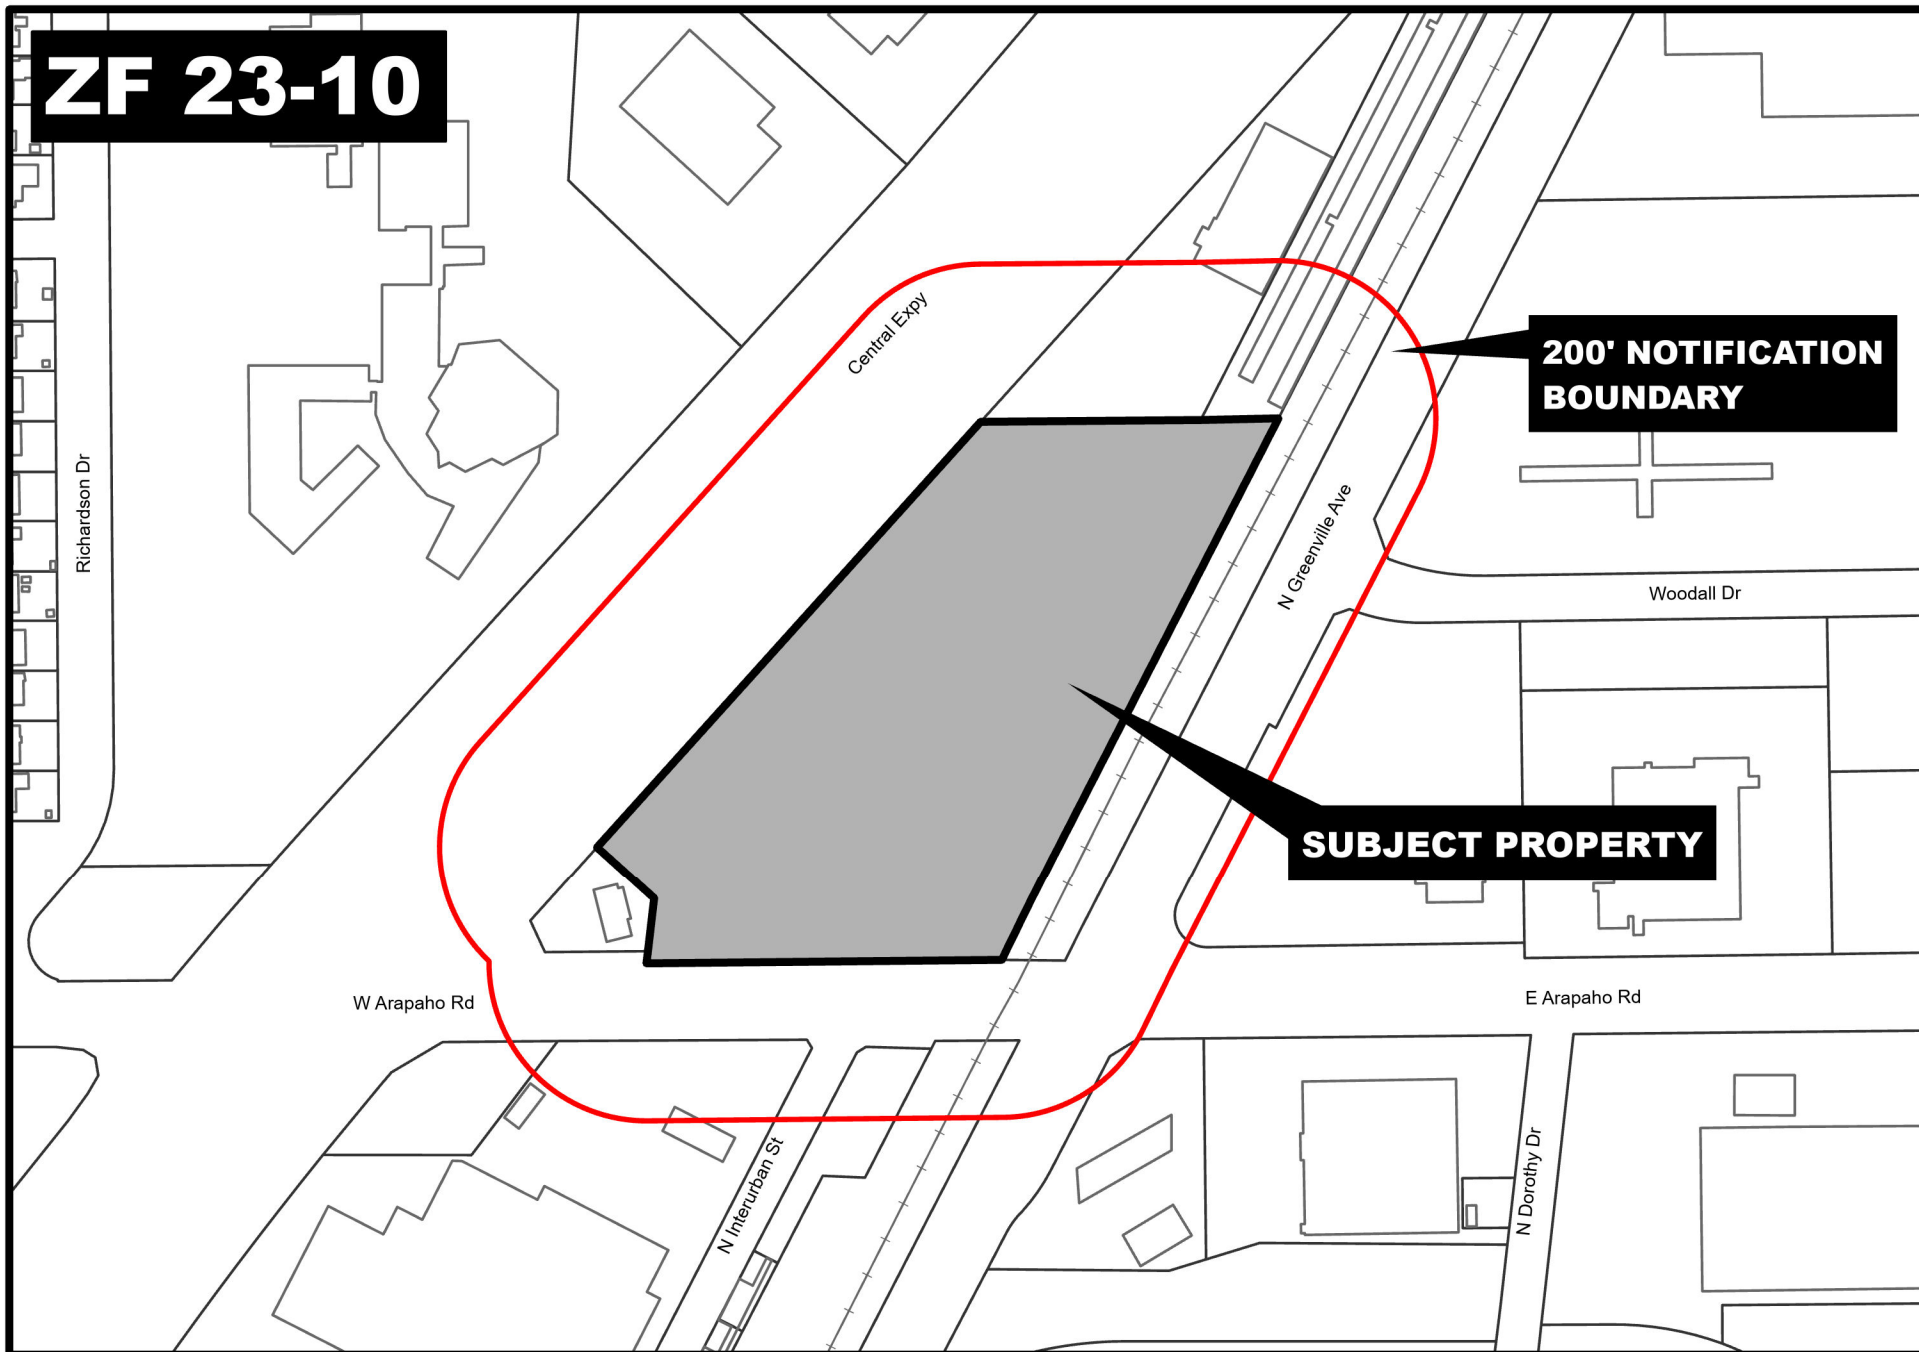 ZF 23-10
Central Expy
200' NOTIFICATION
BOUNDARY
Richardson Dr
N Greenville Ave
Woodall Dr
SUBJECT PROPERTY
W Arapaho Rd
E Arapaho Rd
N Interurban St
N Dorothy Dr